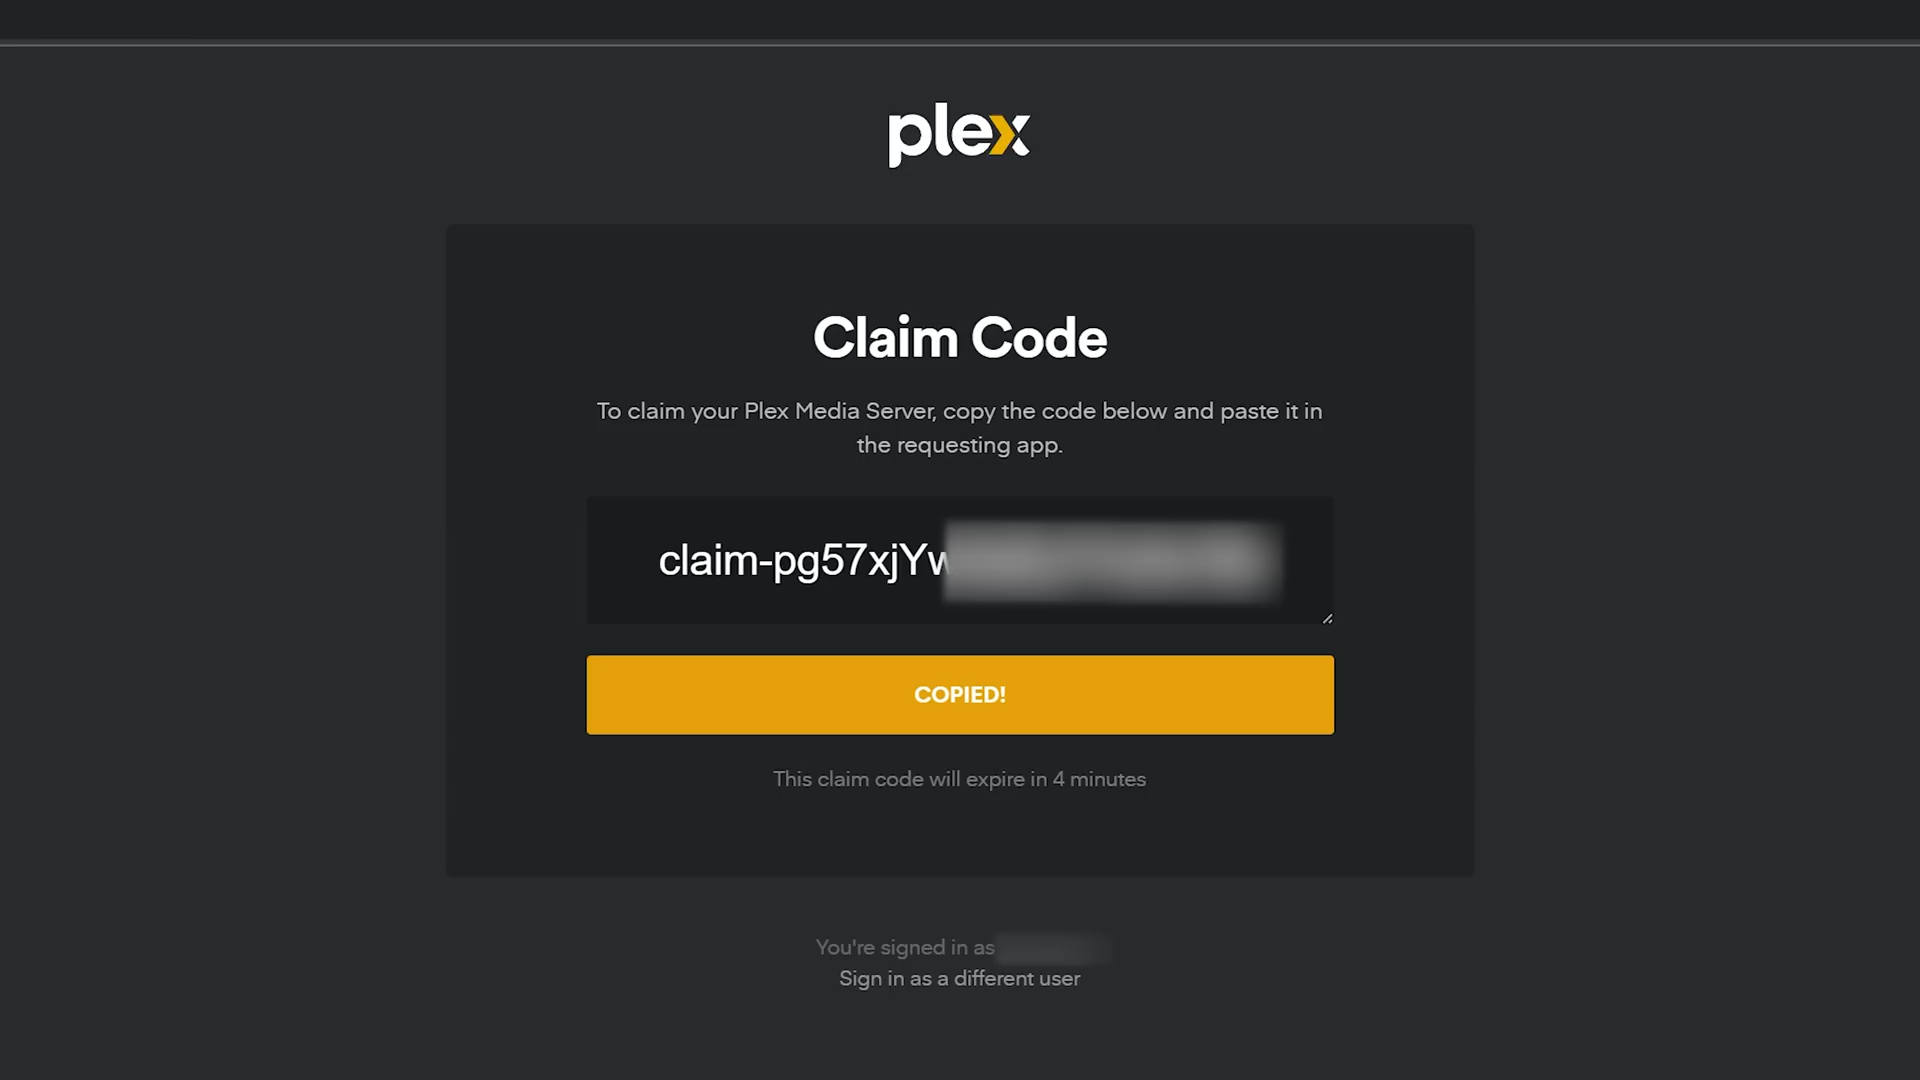 plex
Claim Code
To claim your Plex Media Server, copy the code below and paste it in
the requesting app.
claim-pg57xjYw
COPIED!
This claim code will expire in 4 minutes
You're signed in as
Sign in as a different user